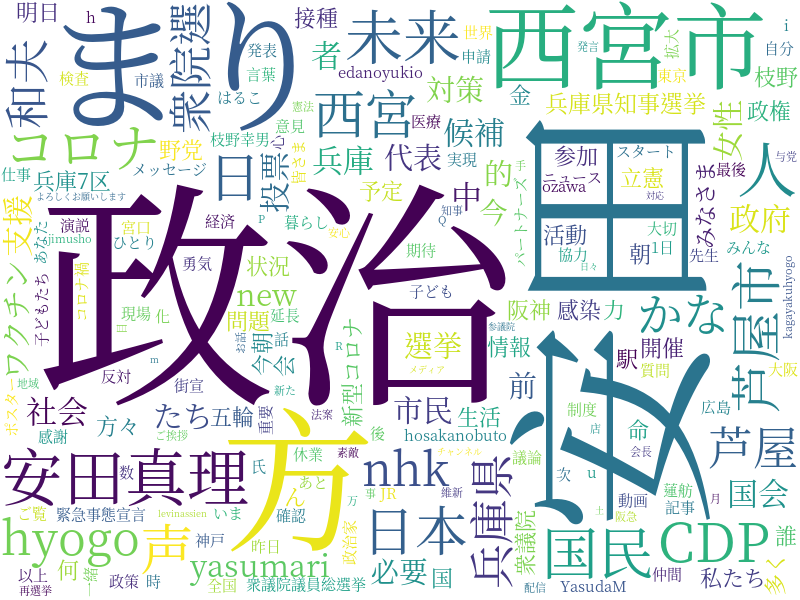 明日
h
まり
衆院選
和夫
接種
者
未来
西宮市
世界
申請
発言
拡大
i
自分
発表
言葉
edanoyukio
検査
市議
はるこ
憲法
対策
金
東京
枝野
兵庫県知事選挙
コロナ
西宮
枝野幸男
意見
医療
候補
政権
女性
与党
野党
日
投票
心
皆さま
兵庫
代表
実現
手
的
参加
スタート
ニュース
ozawa
立憲
対応
みなさま
最後
人
仕事
兵庫7区
メッセージ
よろしくお願いします
支援
予定
中
今
パートナーズ
政治
男女
活動
大切
1日
協力
日々
朝
先生
政府
みんな
演説
宮口
経済
P
暮らし
Q
知事
jimusho
ひとり
あなた
勇気
安心
期待
状況
子ども
ワクチン
子どもたち
コロナ禍
new
延長
現場
化
問題
今朝
お話
会
話
新型コロナ
R
参議院
選挙
阪神
感染
力
情報
かな
駅
開催
質問
芦屋市
大阪
kagayakuhyogo
日
m
反対
街宣
新た
メディア
前
ポスター
地域
社会
方々
感謝
たち
ご挨拶
五輪
重要
法案
後
市民
生活
hosakanobuto
制度
店
命
広島
芦屋
安田真理
数
氏
方
休業
素敵
あと
ん
nhk
チャンネル
議論
次
u
会長
動画
蓮舫
記事
月
国会
誰
ご覧
緊急事態宣言
levinassien
いま
確認
万
事
JR
維新
兵庫県
衆議院
土
阪急
hyogo
声
神戸
昨日
政治家
日本
国民
CDP
何
yasumari
以上
再選挙
一緒
政策
時
全国
衆議院議員総選挙
必要
国
配信
YasudaM
仲間
私たち
多く